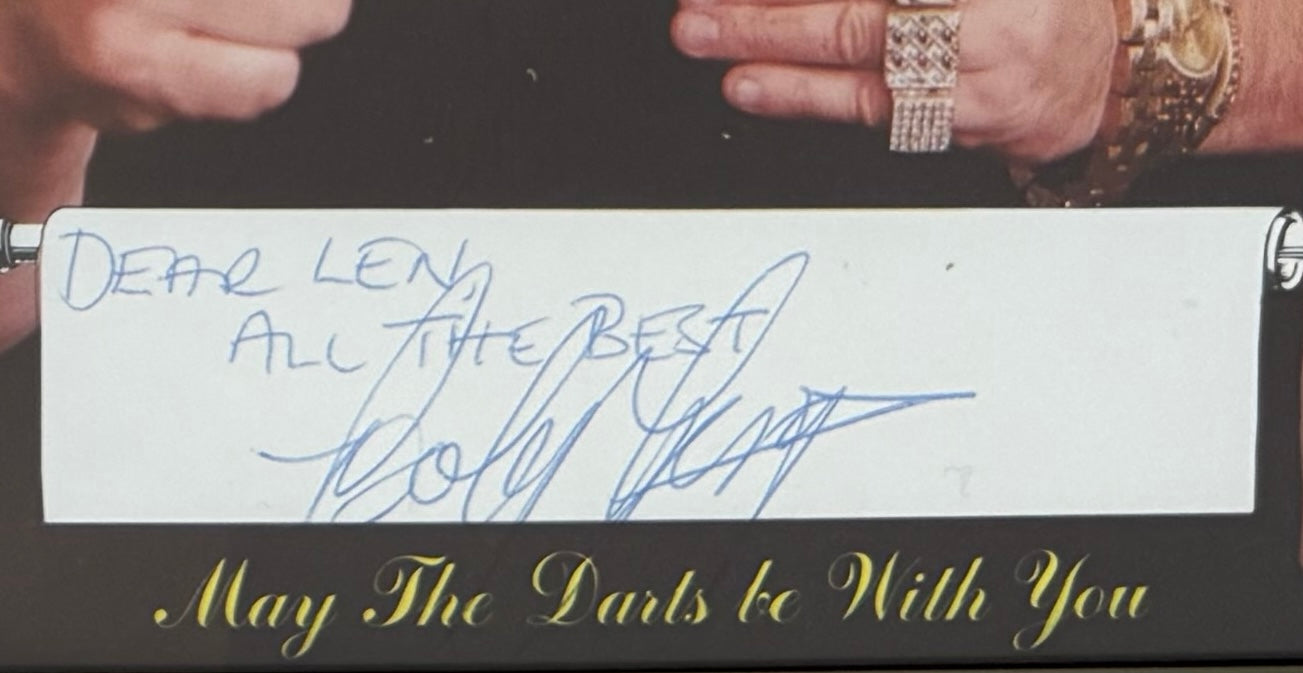 DEAR LEN,
ALL THE BEST
May The Darts be With You